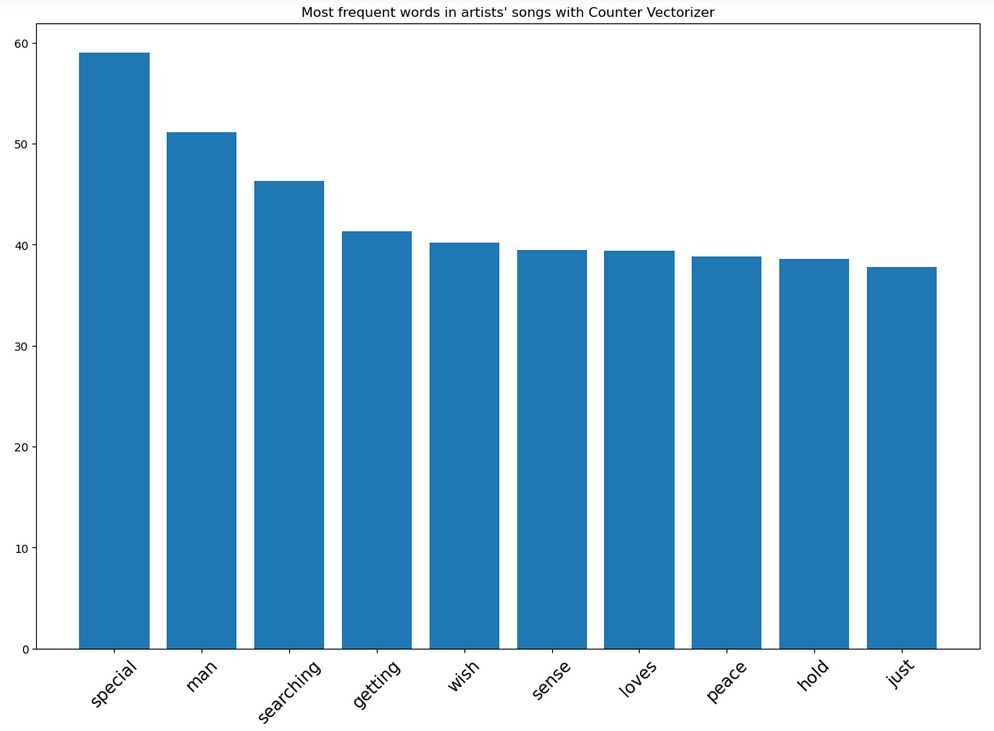 Most frequent words in artists' songs with Counter Vectorizer
60
50
40
30
20
10
0
special
man
searching
getting
wish
sense
loves
peace
hold
just